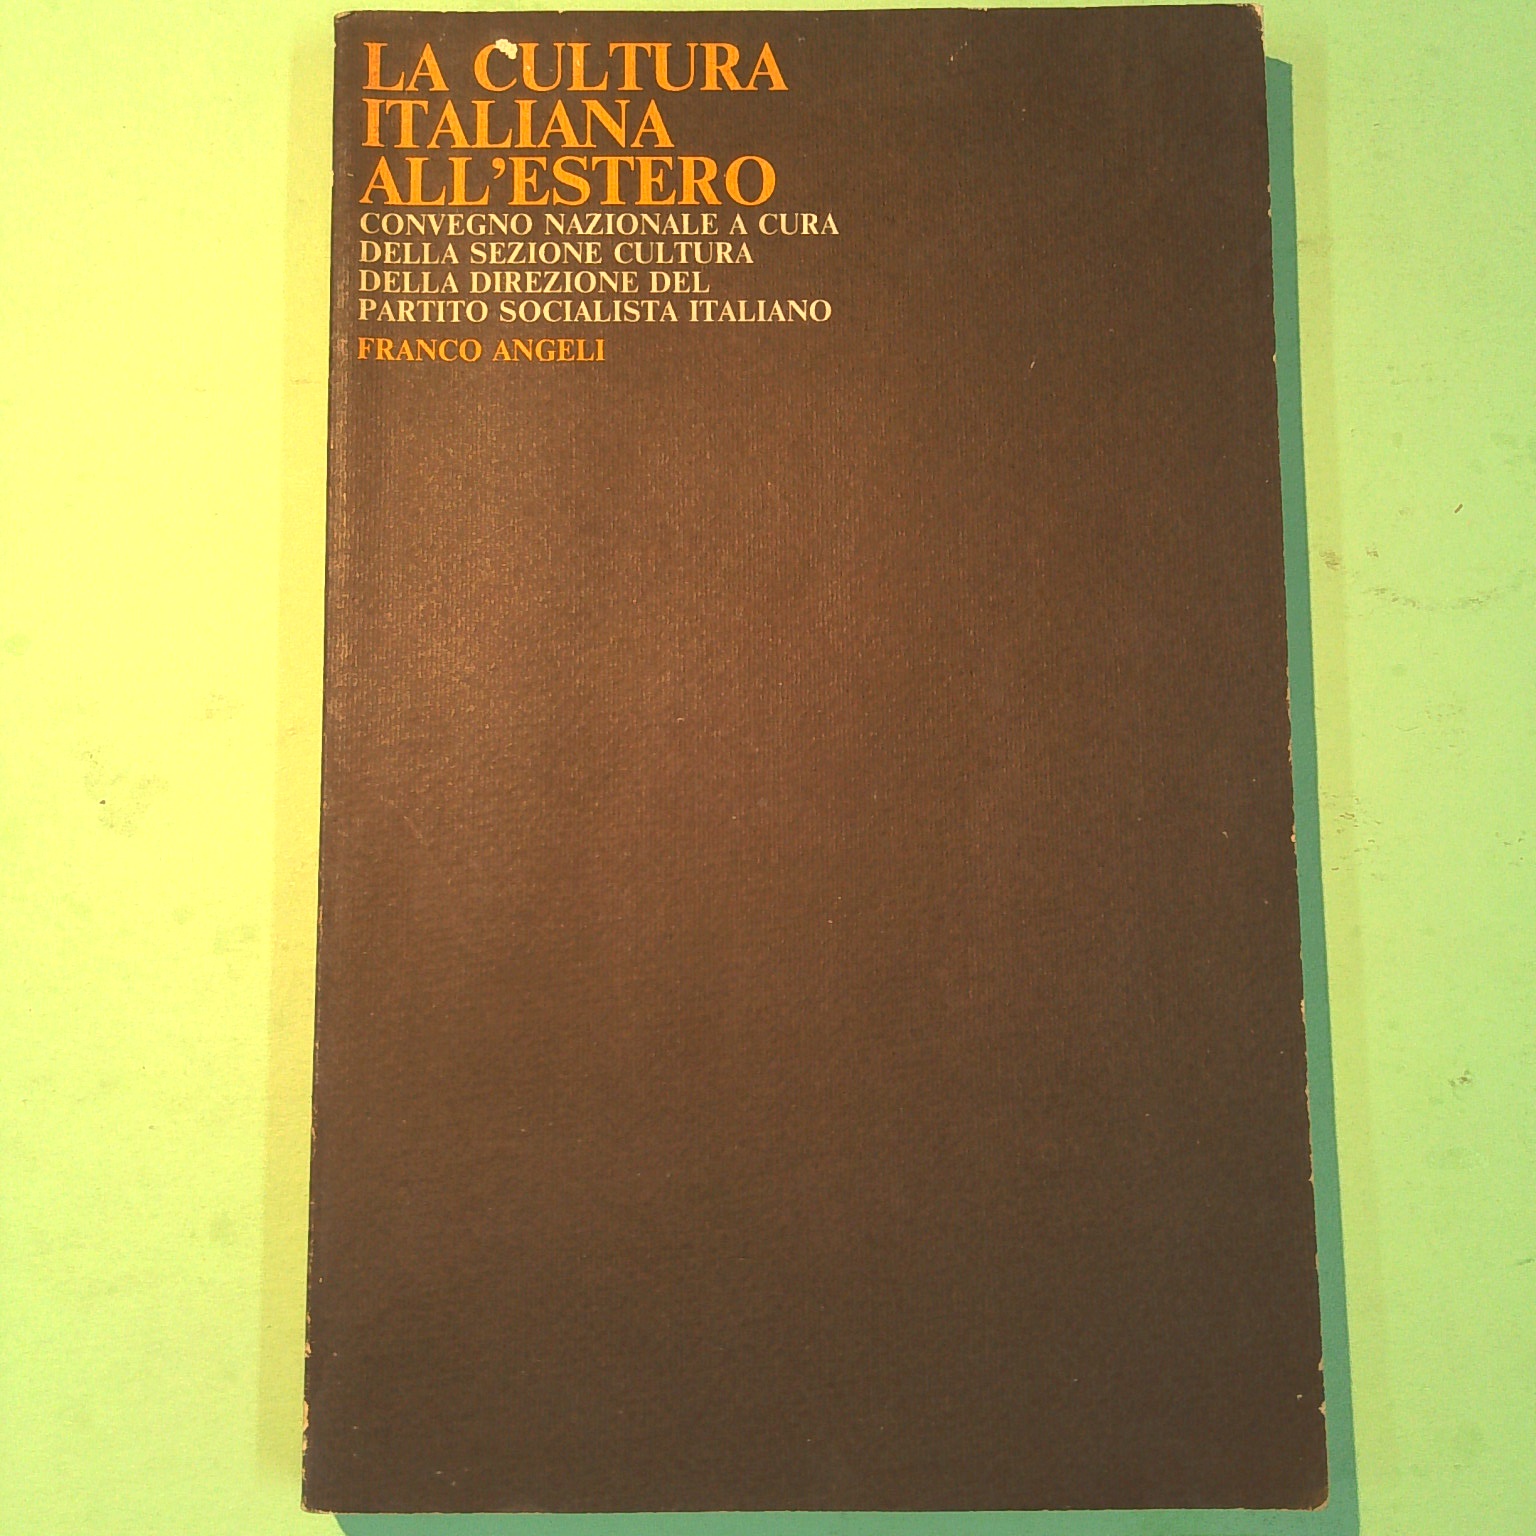 LA CULTURA
ITALIANA
ALL'ESTERO
CONVEGNO NAZIONALE A CURA
DELLA SEZIONE CULTURA
DELLA DIREZIONE DEL
PARTITO SOCIALISTA ITALIANO
FRANCO ANGELI